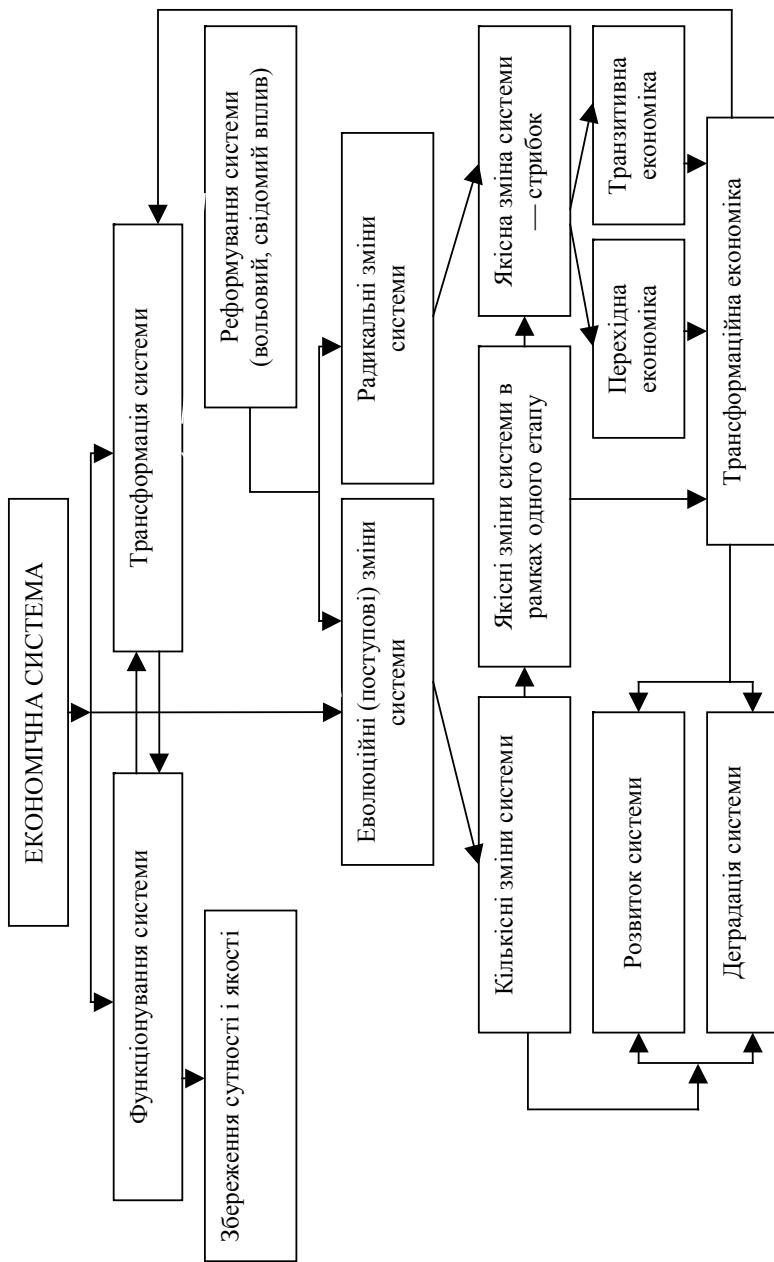 ЕКОНОМІЧНА СИСТЕМА
Функціонування системи
Трансформація системи
Збереження сутності і якості
Реформування системи
(вольовий, свідомий вплив)
Еволюційні (поступові) зміни
системи
Радикальні зміни
системи
Кількісні зміни системи
Якісні зміни системи в
рамках одного етапу
Якісна зміна системи
— стрибок
Розвиток системи
Перехідна
економіка
Транзитивна
економіка
Деградація системи
Трансформаційна економіка